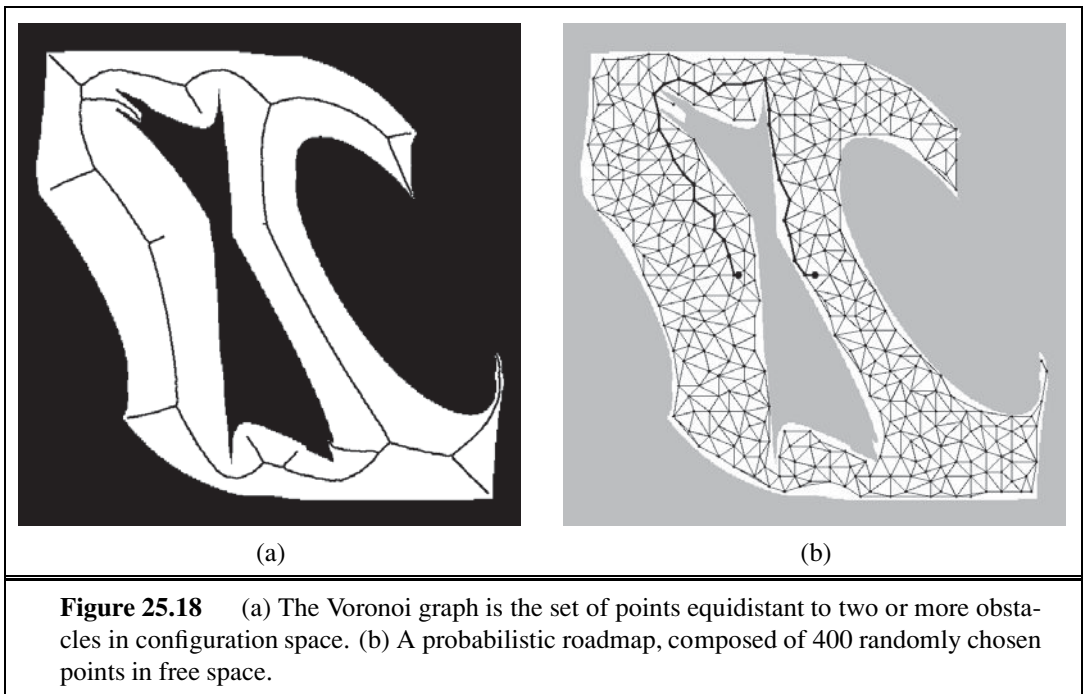 (a)
(b)
Figure 25.18 (a) The Voronoi graph is the set of points equidistant to two or more obsta-
cles in configuration space. (b) A probabilistic roadmap, composed of 400 randomly chosen
points in free space.